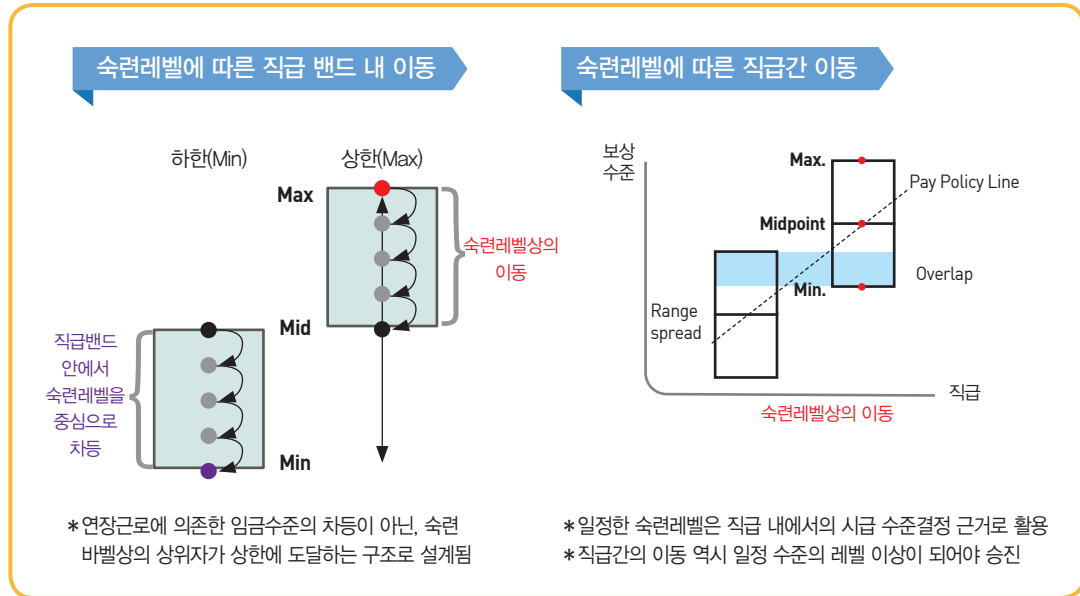 숙련레벨에 따른 직급 밴드 내 이동
하한(Min)
상한(Max)
Max
숙련레벨상의
이동
Mid
직급밴드
안에서
숙련레벨을
중심으로
차등
Min
*연장근로에 의존한 임금수준의 차등이 아닌, 숙련
바벨상의 상위자가 상한에 도달하는 구조로 설계됨
숙련레벨에 따른 직급간 이동
보상
수준
Max.
Pay Policy Line
Midpoint
Overlap
Min.
Range
spread
직급
숙련레벨상의 이동
*일정한 숙련레벨은 직급 내에서의 시급 수준결정 근거로 활용
*직급간의 이동 역시 일정 수준의 레벨 이상이 되어야 승진